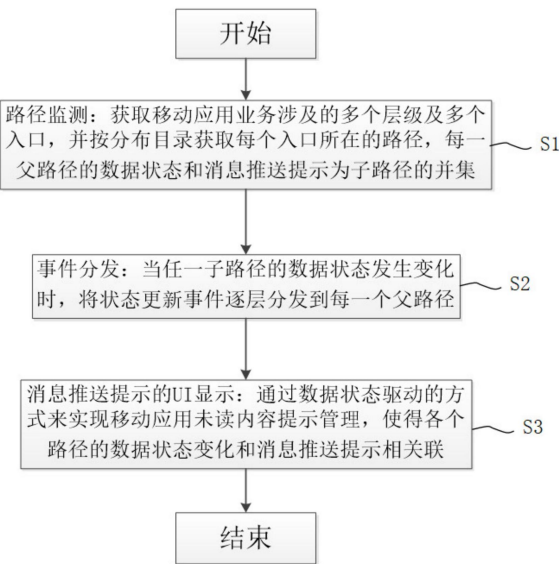 开始
路径监测：获取移动应用业务涉及的多个层级及多个
入口，并按分布目录获取每个入口所在的路径，每一
父路径的数据状态和消息推送提示为子路径的并集
S1
事件分发：当任一子路径的数据状态发生变化
时，将状态更新事件逐层分发到每一个父路径
S2
消息推送提示的UI显示：通过数据状态驱动的方
式来实现移动应用未读内容提示管理，使得各个
路径的数据状态变化和消息推送提示相关联
S3
结束